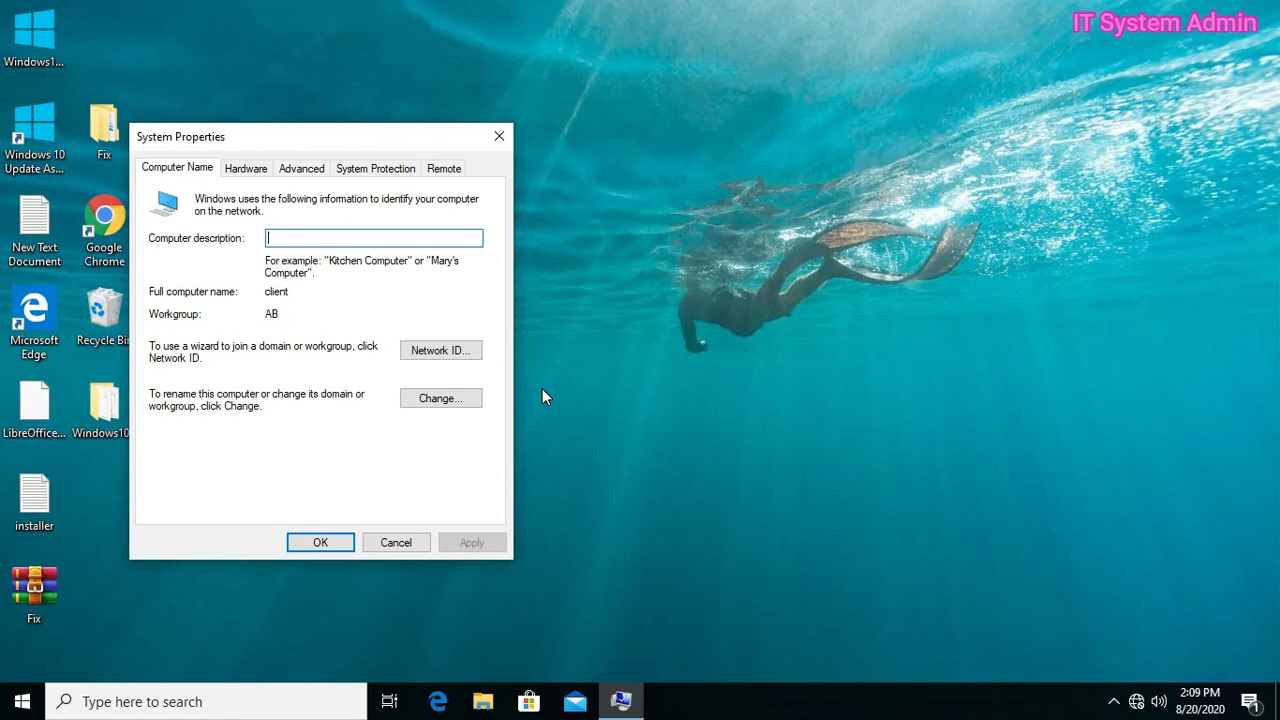 IT System Admin
Windows1...
Windows 10
Update As...
Fix
New Text
Document
Google
Chrome
Microsoft
Edge
Recycle Bin
LibreOffice...
Windows10
installer
Fix
System Properties
Computer Name
Hardware
Advanced
System Protection
Remote
Windows uses the following information to identify your computer
on the network.
Computer description:
For example: "Kitchen Computer" or "Mary's
Computer".
Full computer name:
client
Workgroup:
AB
To use a wizard to join a domain or workgroup, click
Network ID.
Network ID...
To rename this computer or change its domain or
workgroup, click Change.
Change...
OK
Cancel
Apply
Type here to search
2:09 PM
8/20/2020
1